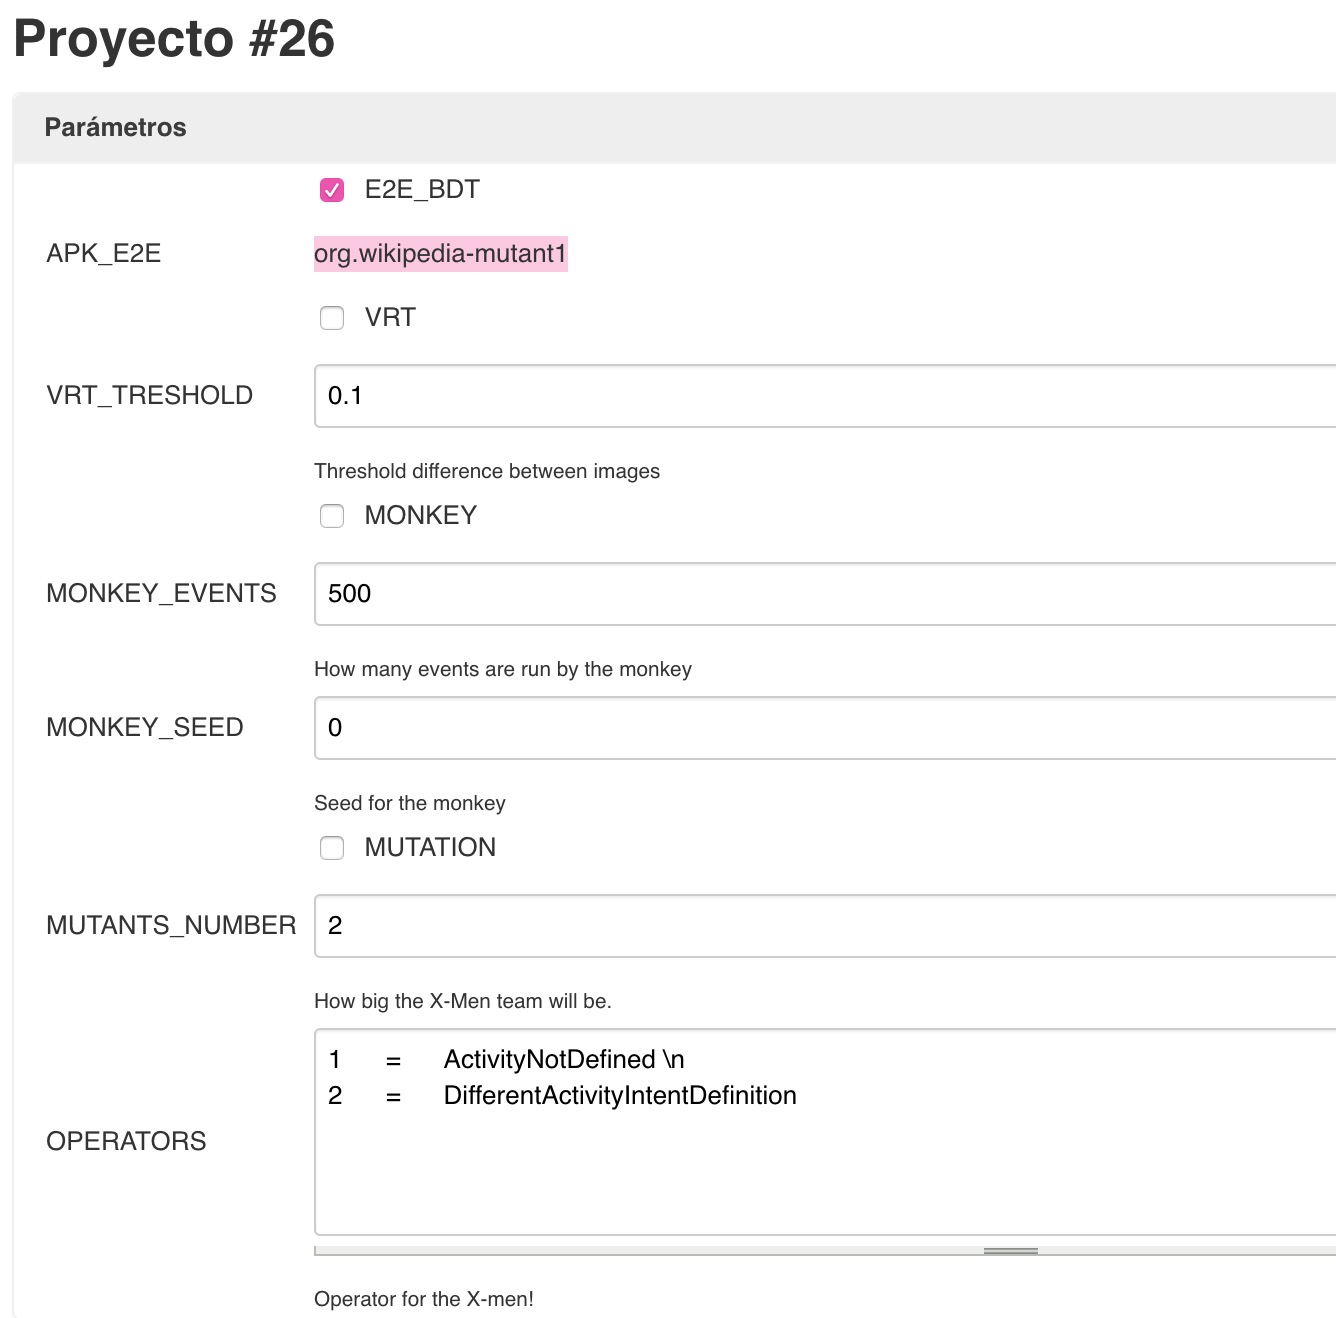 Proyecto #26
Parámetros
E2E_BDT
APK_E2E org.wikipedia-mutant1
VRT
VRT_TRESHOLD 0.1
Threshold difference between images
MONKEY
MONKEY_EVENTS 500
How many events are run by the monkey
MONKEY_SEED 0
Seed for the monkey
MUTATION
MUTANTS_NUMBER 2
How big the X-Men team will be.
1 = ActivityNotDefined \n
2 = DifferentActivityIntentDefinition
OPERATORS
Operator for the X-men!